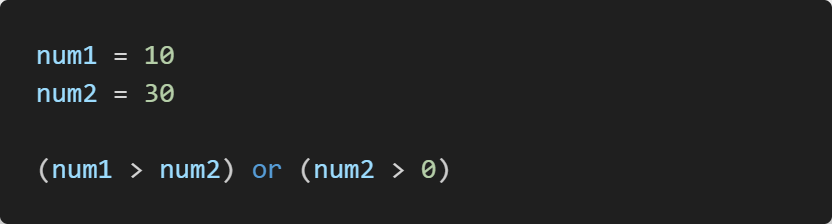 num1 = 10
num2 = 30
(num1 > num2) or (num2 > 0)